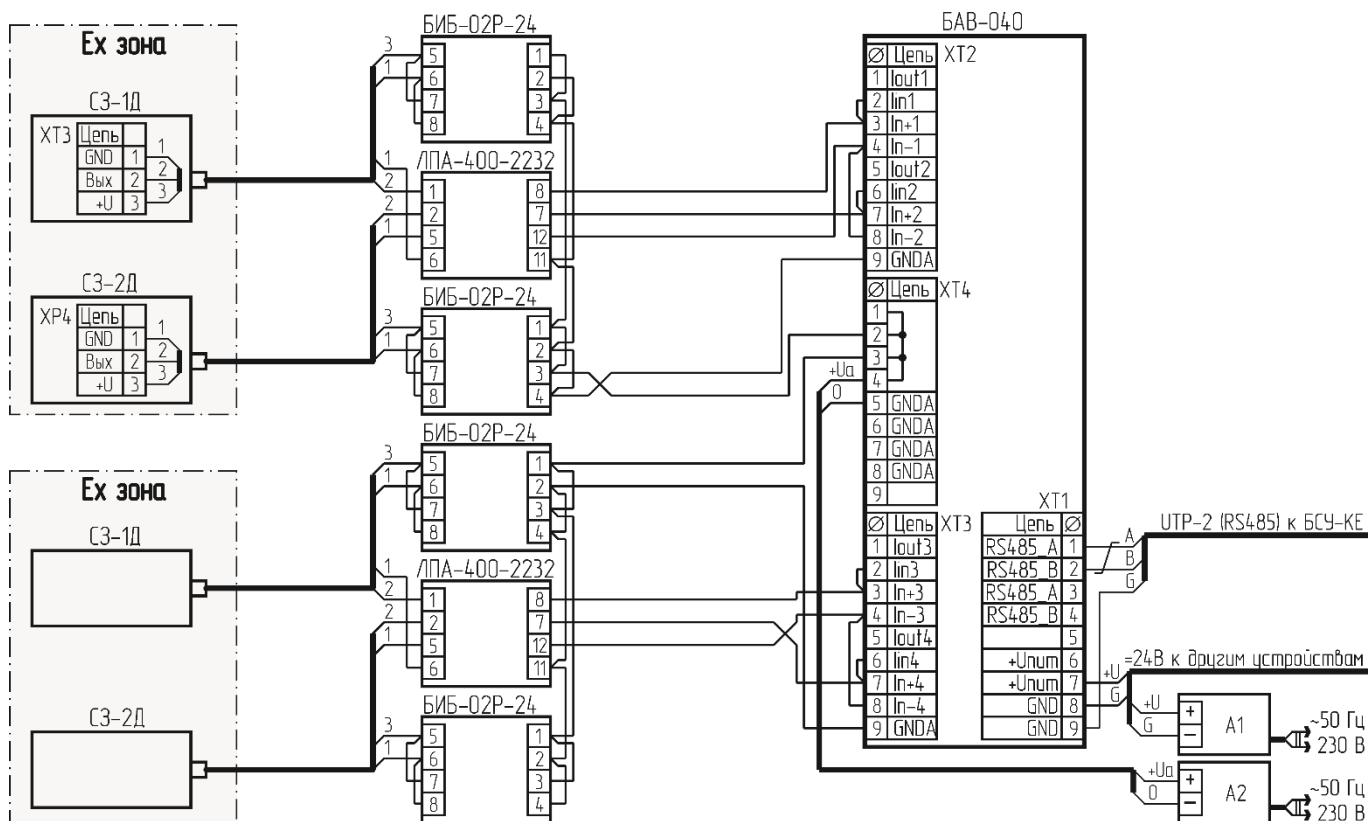 БИБ-02Р-24
БАВ-040
Ex зона
3
1
5
6
7
8
1
2
3
4
Ø Цепь XT2
1 Iout1
2 Iin1
3 In+1
4 In-1
5 Iout2
6 Iin2
7 In+2
8 In-2
9 GNDA
СЗ-1Д
XT3
Цепь
GND 1
Вых 2
+U 3
1
2
3
ЛПА-400-2232
1
2
2
1
1
2
5
6
8
7
12
11
СЗ-2Д
XP4
Цепь
GND 1
Вых 2
+U 3
1
2
3
БИБ-02Р-24
3
1
5
6
7
8
1
2
3
4
Ø Цепь XT4
1
2
3
4
5 GNDA
6 GNDA
7 GNDA
8 GNDA
9
+Ua
0
Ex зона
СЗ-1Д
БИБ-02Р-24
3
1
5
6
7
8
1
2
3
4
XT1
Ø Цепь XT3
1 Iout3
2 Iin3
3 In+3
4 In-3
5 Iout4
6 Iin4
7 In+4
8 In-4
9 GNDA
Цепь Ø
RS485_A 1
RS485_B 2
RS485_A 3
RS485_B 4
5
+Uпит 6
+Uпит 7
GND 8
GND 9
A
B
G
UTP-2 (RS485) к БСУ-КЕ
ЛПА-400-2232
1
2
2
1
1
2
5
6
8
7
12
11
+U
G
=24В к другим устройствам
СЗ-2Д
БИБ-02Р-24
3
1
5
6
7
8
1
2
3
4
+U
G
+
−
A1
~50 Гц
230 В
+Ua
0
+
−
A2
~50 Гц
230 В